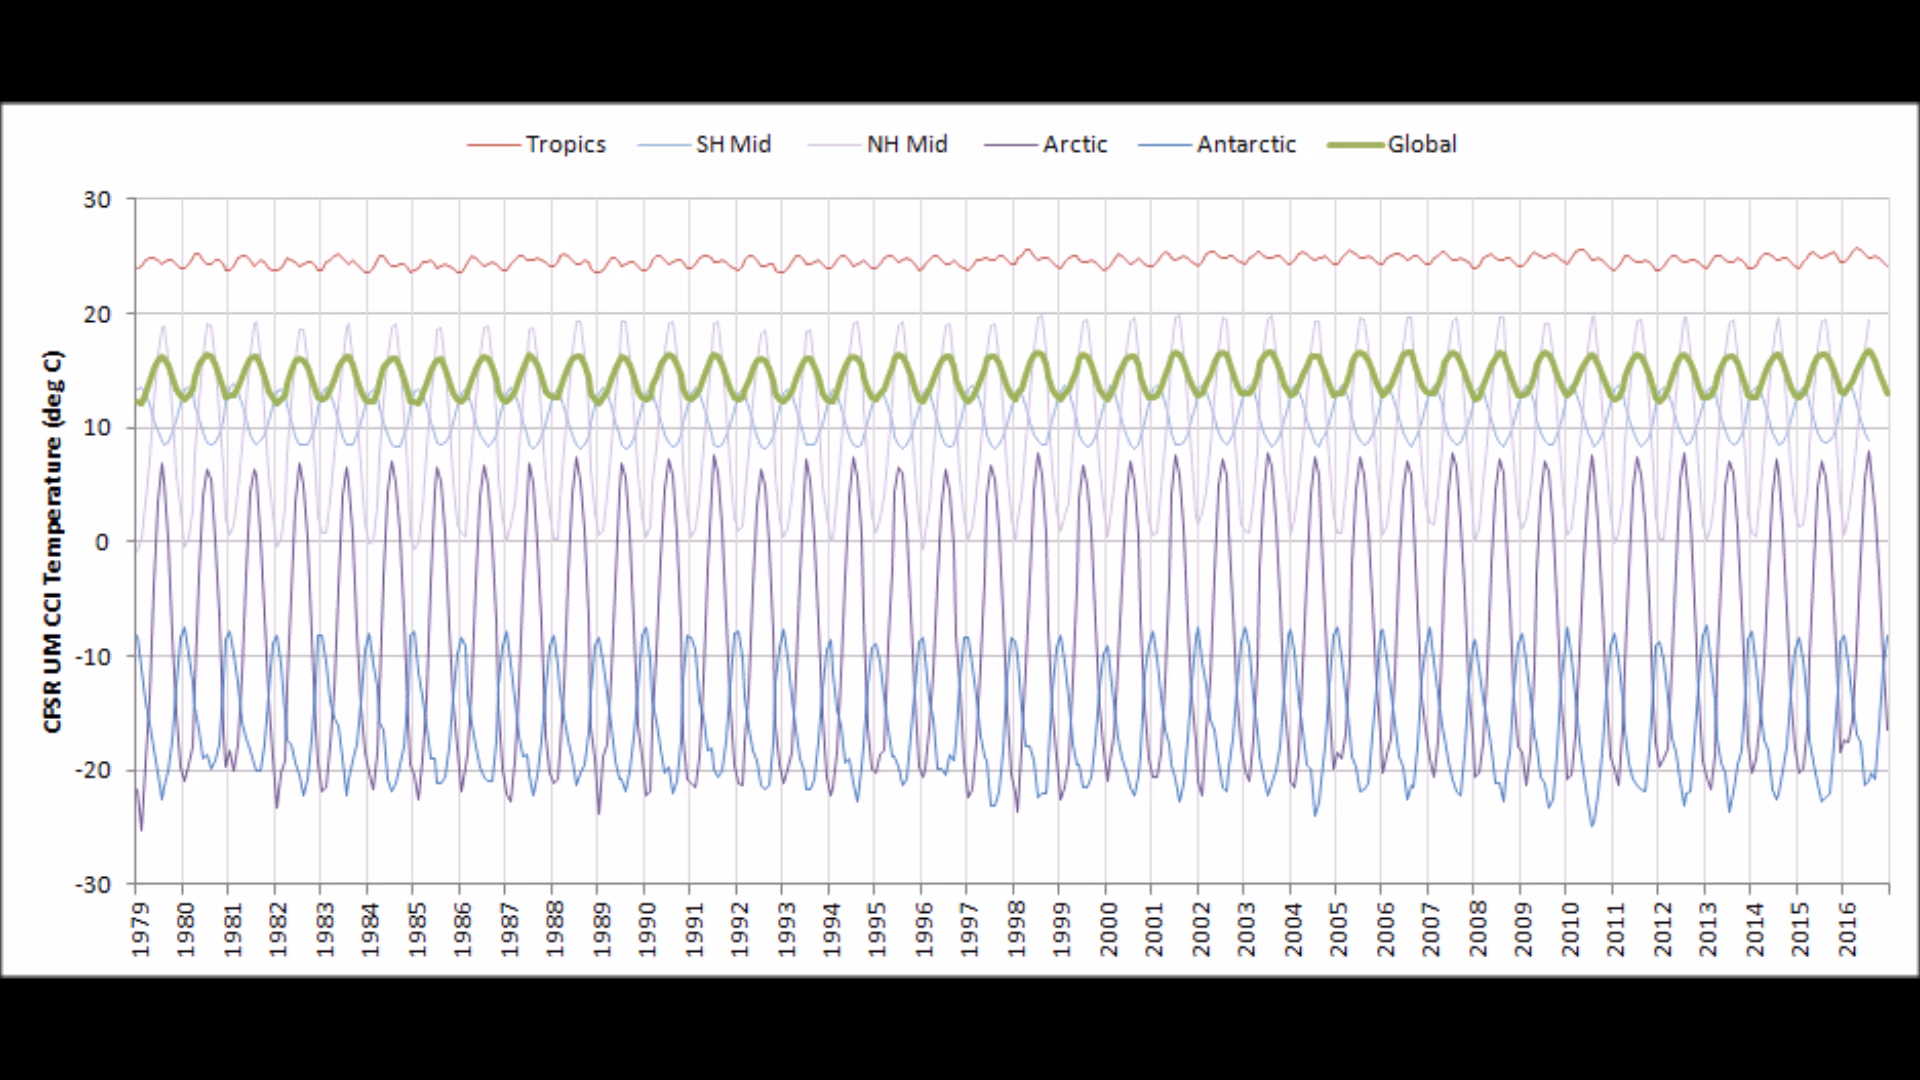 Tropics SH Mid NH Mid Arctic Antarctic Global
CFSR UM CCI Temperature (deg C)
30
20
10
0
-10
-20
-30
1979 1980 1981 1982 1983 1984 1985 1986 1987 1988 1989 1990 1991 1992 1993 1994 1995 1996 1997 1998 1999 2000 2001 2002 2003 2004 2005 2006 2007 2008 2009 2010 2011 2012 2013 2014 2015 2016